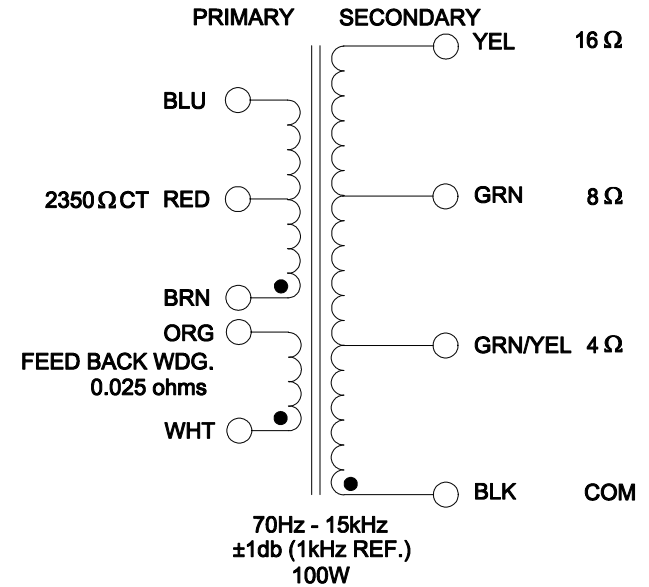 PRIMARY SECONDARY
YEL 16 Ω
BLU
2350 Ω CT RED
GRN 8 Ω
BRN
ORG
FEED BACK WDG.
0.025 ohms
GRN/YEL 4 Ω
WHT
BLK COM
70Hz - 15kHz
±1db (1kHz REF.)
100W